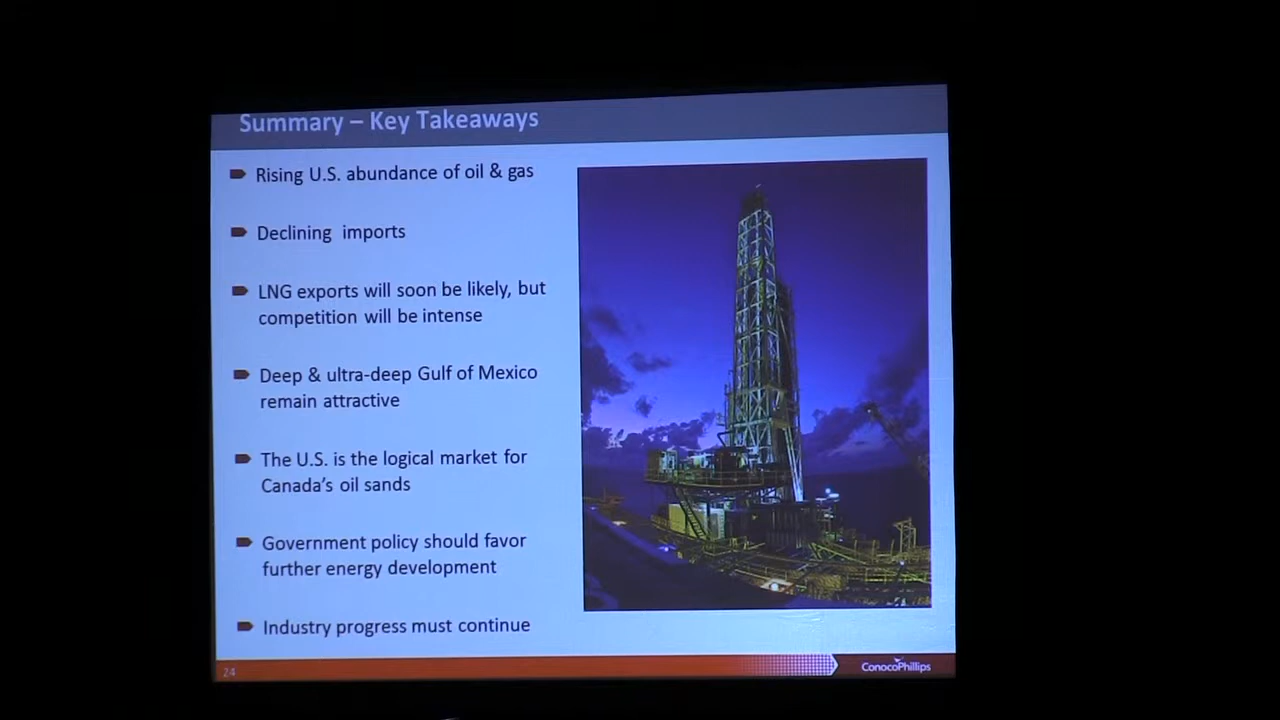 Summary – Key Takeaways
Rising U.S. abundance of oil & gas
Declining imports
LNG exports will soon be likely, but
competition will be intense
Deep & ultra-deep Gulf of Mexico
remain attractive
The U.S. is the logical market for
Canada's oil sands
Government policy should favor
further energy development
Industry progress must continue
24
ConocoPhillips